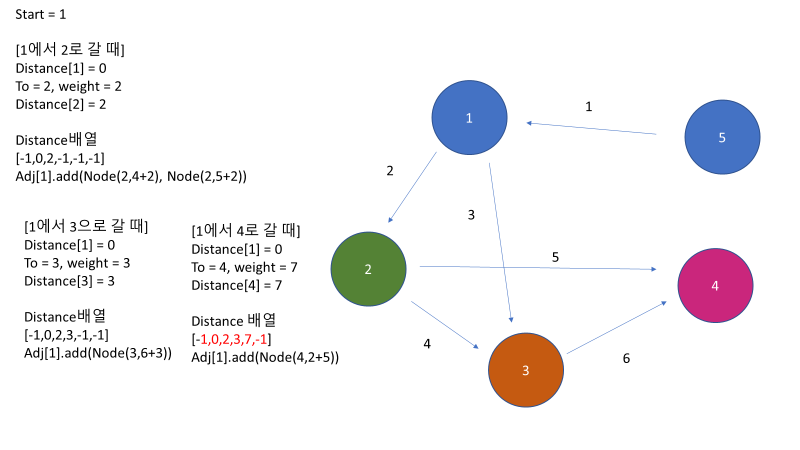 Start = 1
[1에서 2로 갈 때]
Distance[1] = 0
To = 2, weight = 2
Distance[2] = 2
Distance배열
[-1,0,2,-1,-1,-1]
Adj[1].add(Node(2,4+2), Node(2,5+2))
[1에서 3으로 갈 때]
Distance[1] = 0
To = 3, weight = 3
Distance[3] = 3
Distance배열
[-1,0,2,3,-1,-1]
Adj[1].add(Node(3,6+3))
[1에서 4로 갈 때]
Distance[1] = 0
To = 4, weight = 7
Distance[4] = 7
Distance 배열
[-1,0,2,3,7,-1]
Adj[1].add(Node(4,2+5))
1
1
5
2
3
2
5
4
4
3
6